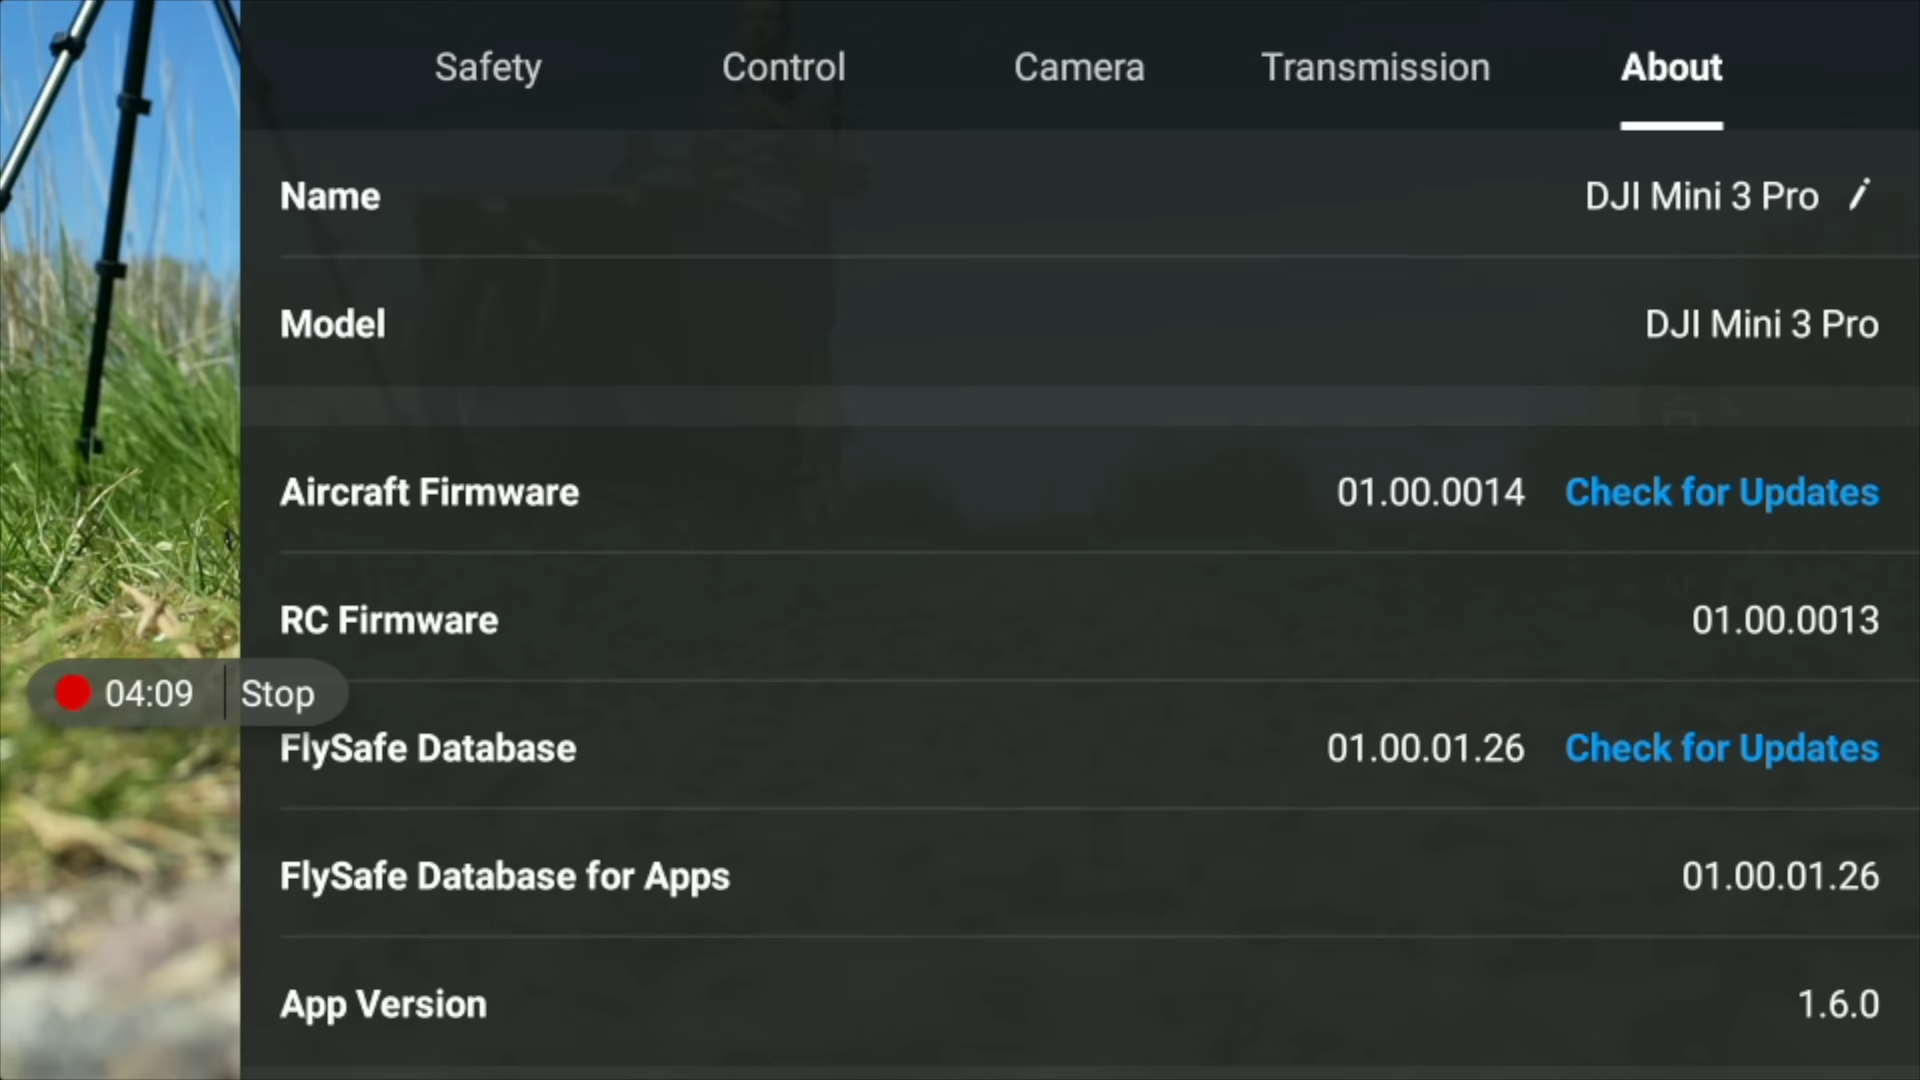 Safety Control Camera Transmission About
Name DJI Mini 3 Pro
Model DJI Mini 3 Pro
Aircraft Firmware 01.00.0014 Check for Updates
RC Firmware 01.00.0013
04:09 Stop
FlySafe Database 01.00.01.26 Check for Updates
FlySafe Database for Apps 01.00.01.26
App Version 1.6.0